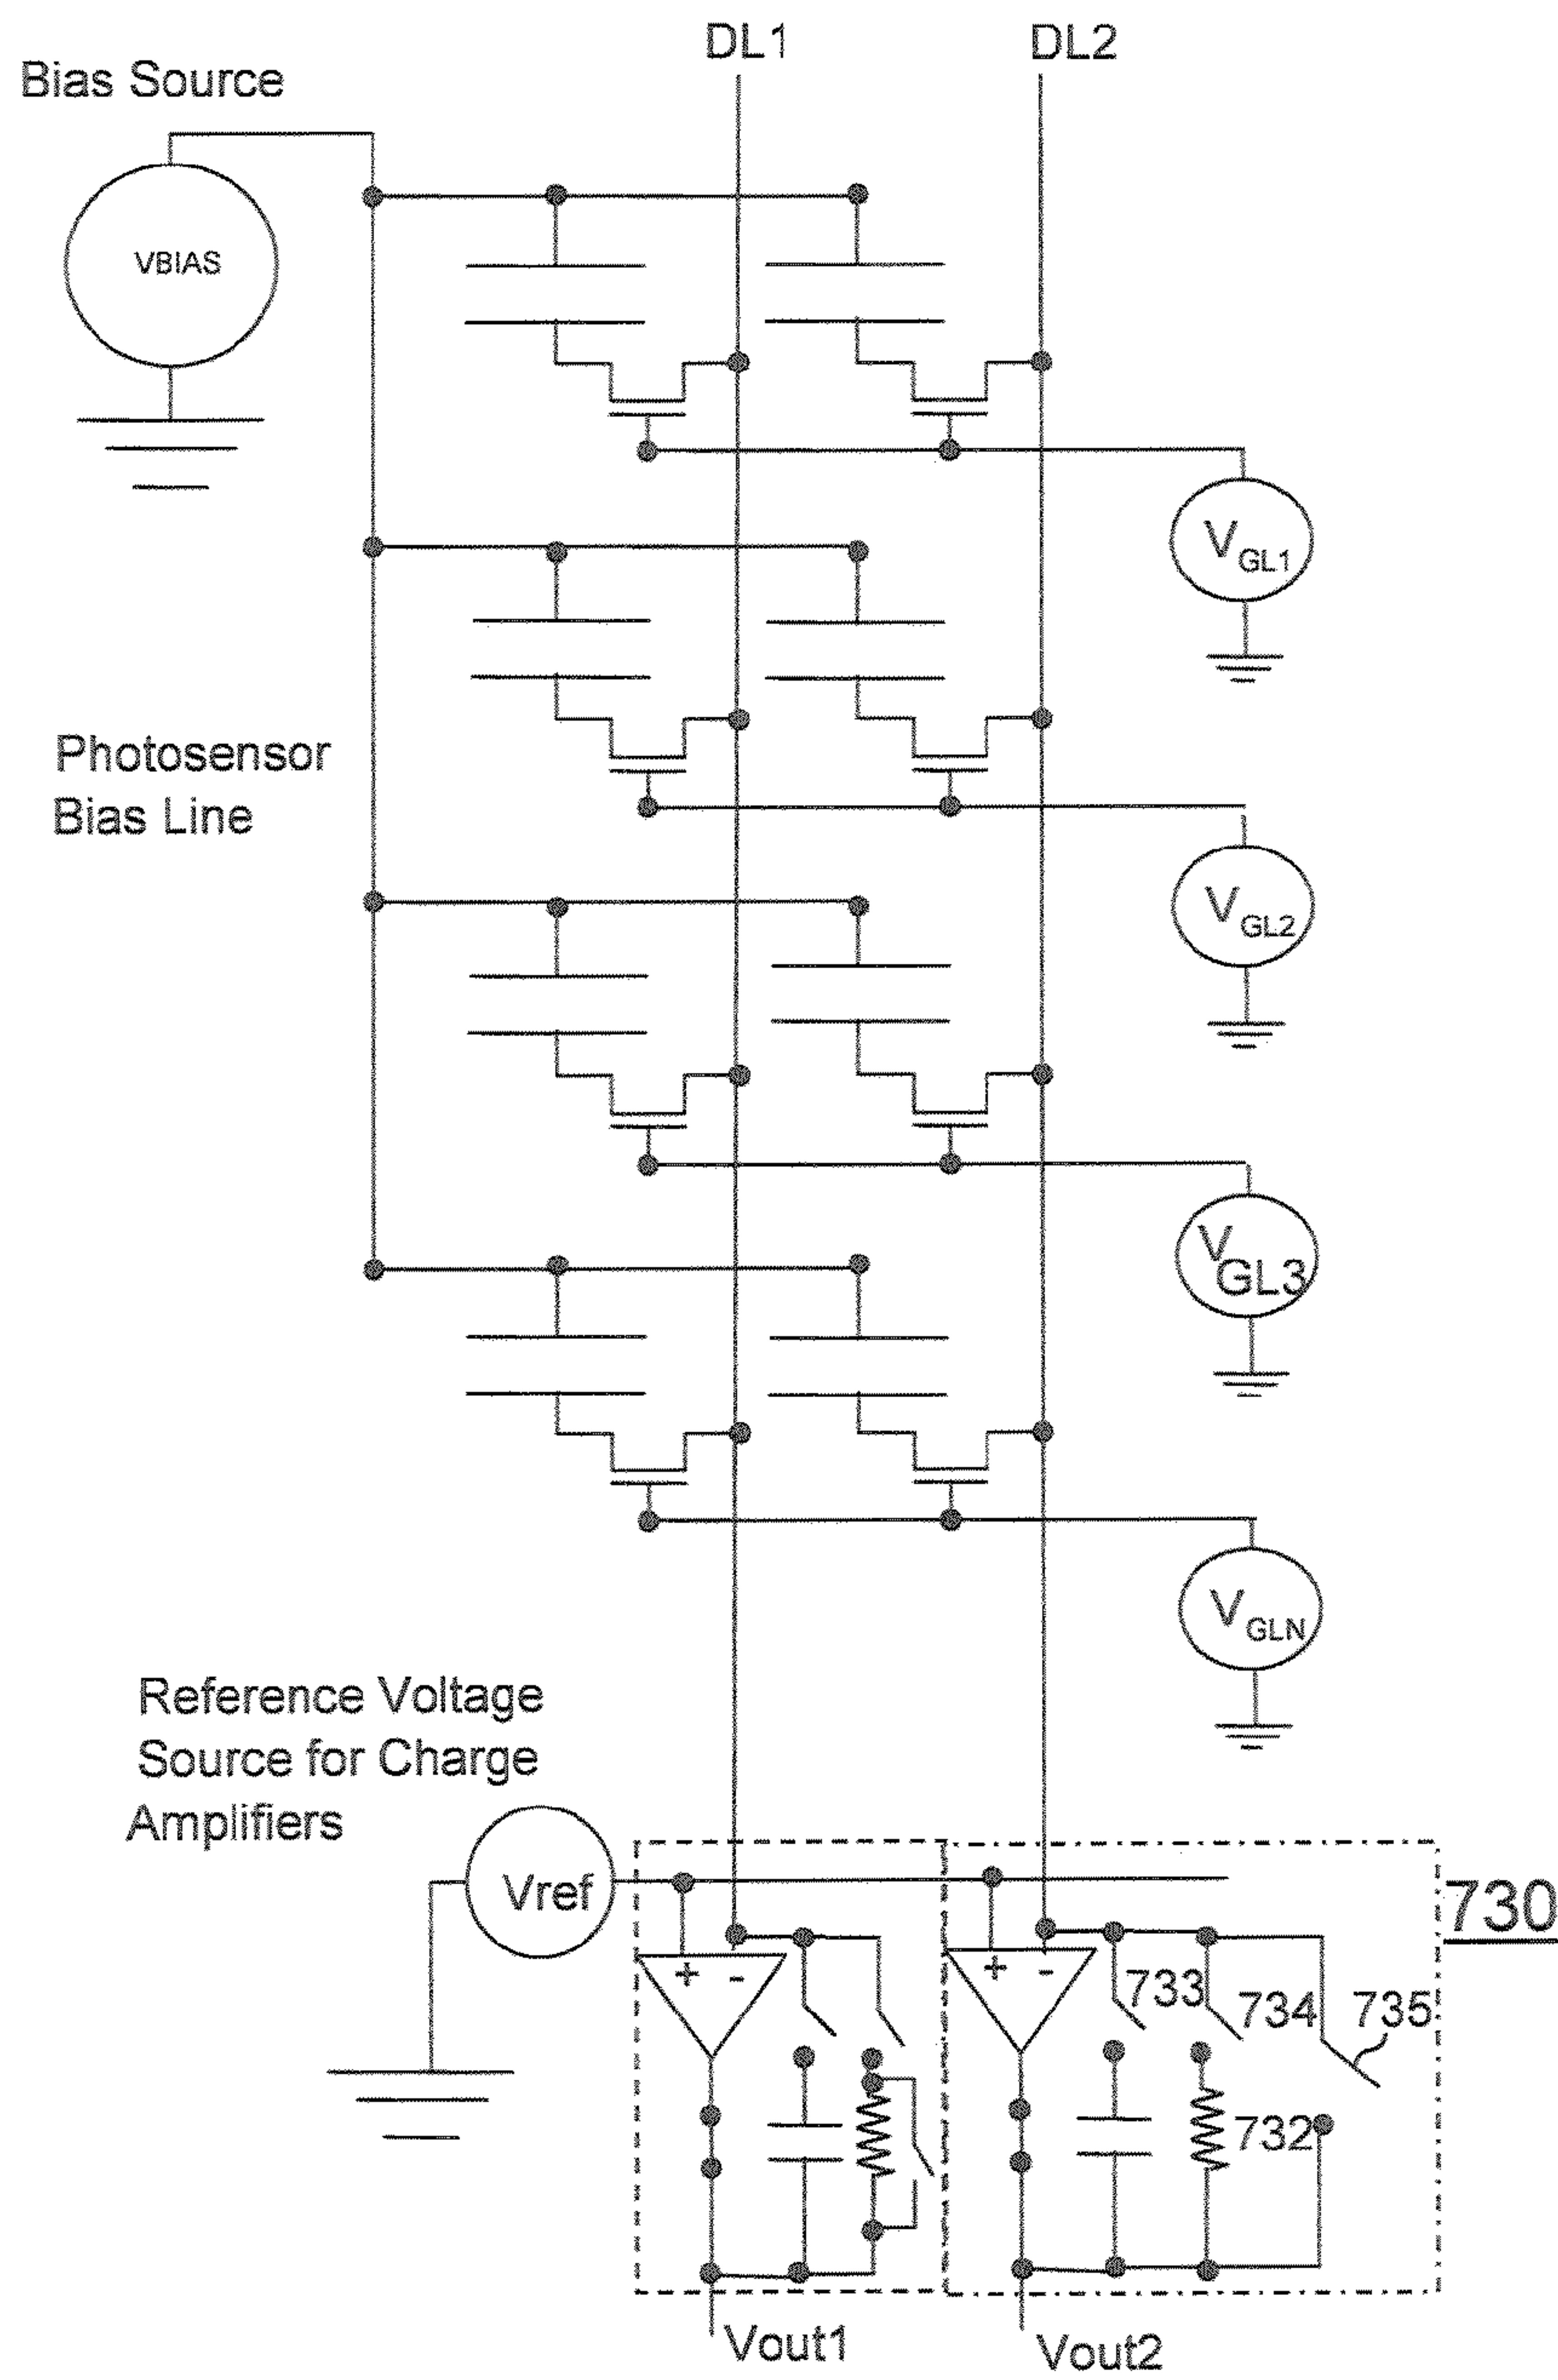 DL1
DL2
Bias Source
VBIAS
VGL1
Photosensor
Bias Line
VGL2
VGL3
VGLN
Reference Voltage
Source for Charge
Amplifiers
Vref
730
+ -
+ -
733
734
735
732
Vout1
Vout2